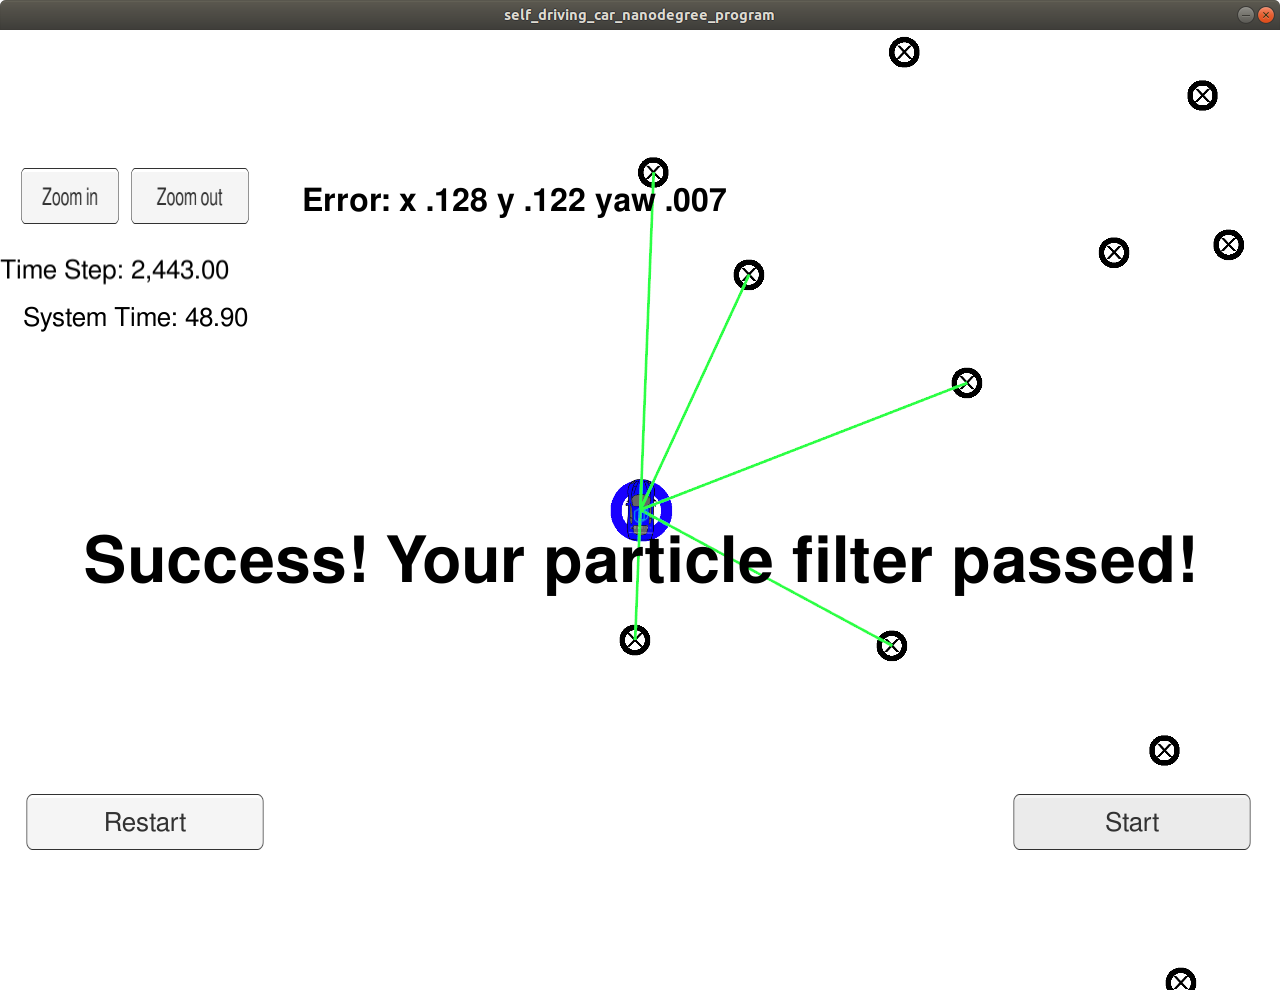 self_driving_car_nanodegree_program
Zoom in
Zoom out
Error: x .128 y .122 yaw .007
Time Step: 2,443.00
System Time: 48.90
Success! Your particle filter passed!
Restart
Start